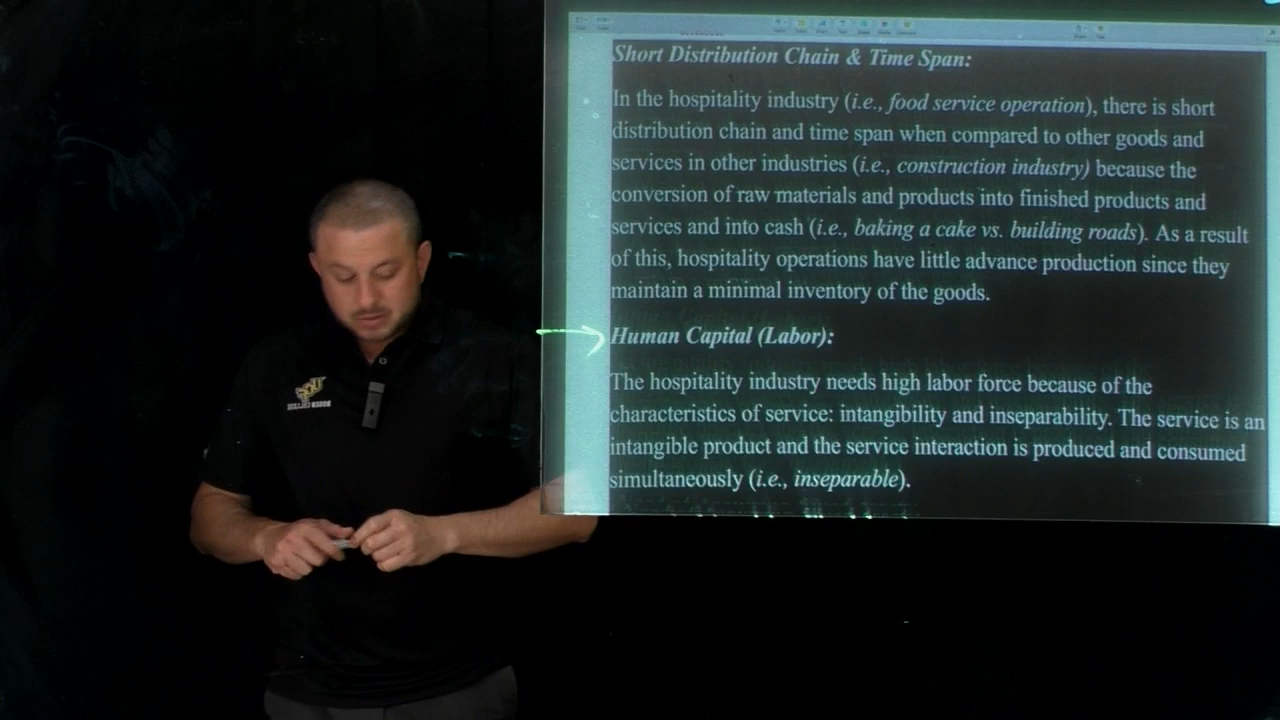 Short Distribution Chain & Time Span:
In the hospitality industry (i.e., food service operation), there is short
distribution chain and time span when compared to other goods and
services in other industries (i.e., construction industry) because the
conversion of raw materials and products into finished products and
services and into cash (i.e., baking a cake vs. building roads). As a result
of this, hospitality operations have little advance production since they
maintain a minimal inventory of the goods.
Human Capital (Labor):
The hospitality industry needs high labor force because of the
characteristics of service: intangibility and inseparability. The service is an
intangible product and the service interaction is produced and consumed
simultaneously (i.e., inseparable).